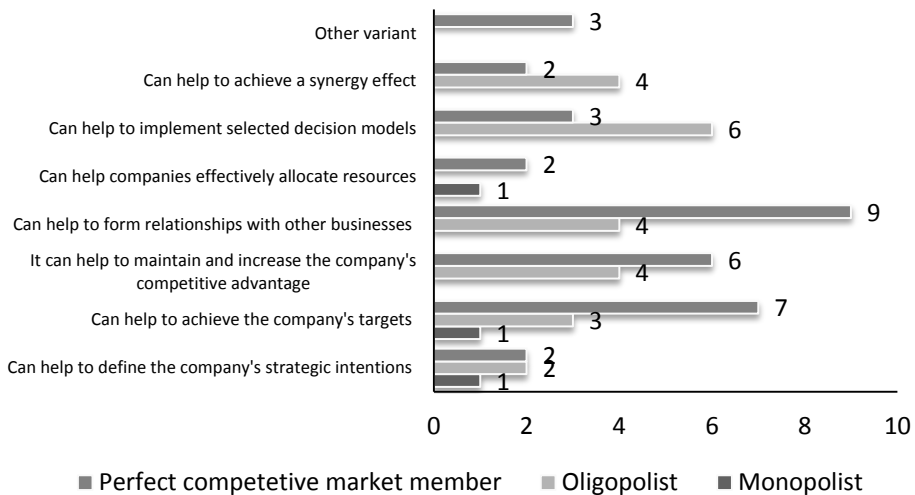 Other variant
3
Can help to achieve a synergy effect
2
4
Can help to implement selected decision models
3
6
Can help companies effectively allocate resources
2
1
Can help to form relationships with other businesses
9
4
It can help to maintain and increase the company's
competitive advantage
6
4
Can help to achieve the company's targets
7
3
1
Can help to define the company's strategic intentions
2
2
1
0 2 4 6 8 10
Perfect competetive market member Oligopolist Monopolist